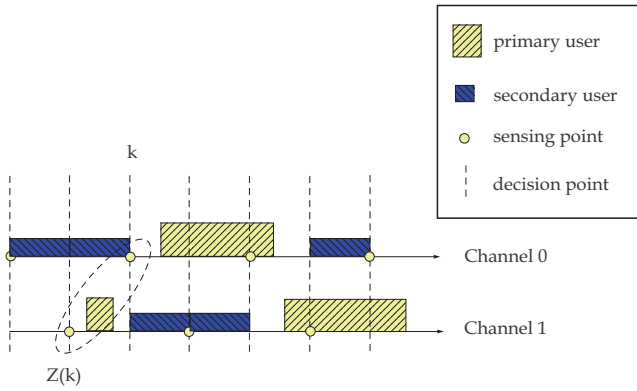 primary user
secondary user
sensing point
decision point
k
Channel 0
Channel 1
Z(k)